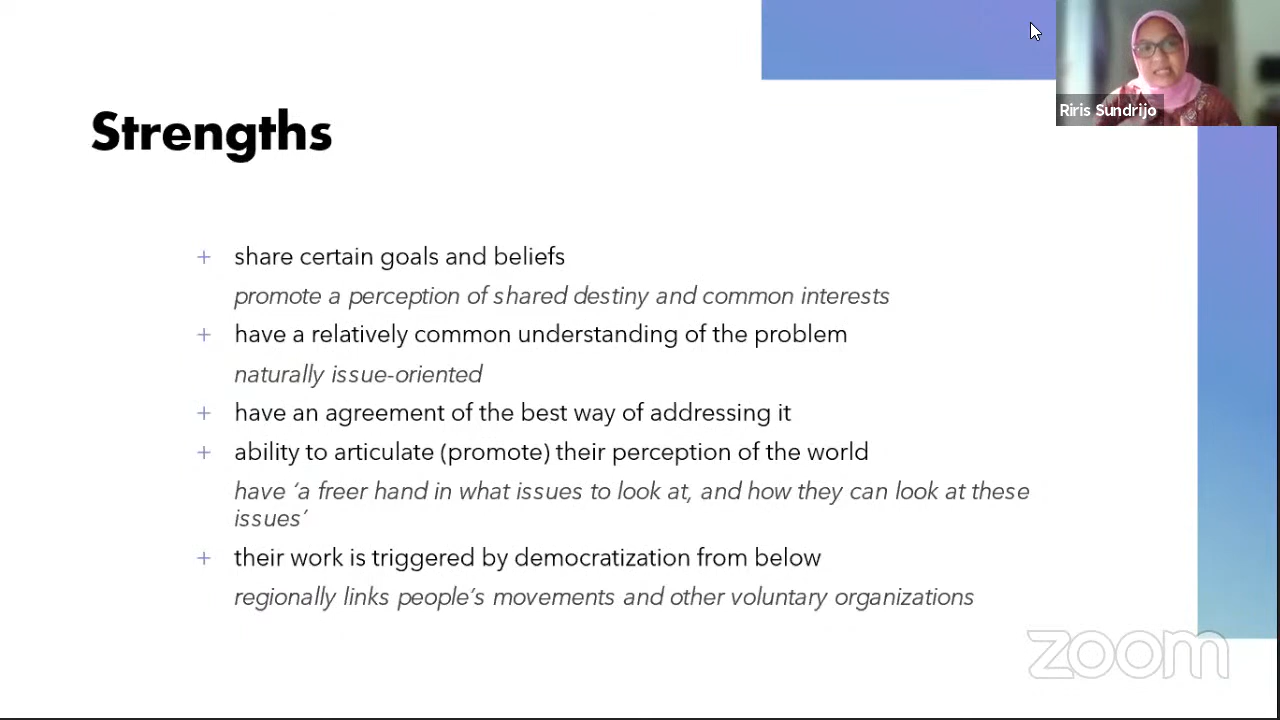 Riris Sundrijo
Strengths
+ share certain goals and beliefs
promote a perception of shared destiny and common interests
+ have a relatively common understanding of the problem
naturally issue-oriented
+ have an agreement of the best way of addressing it
+ ability to articulate (promote) their perception of the world
have ‘a freer hand in what issues to look at, and how they can look at these
issues’
+ their work is triggered by democratization from below
regionally links people’s movements and other voluntary organizations
zoom